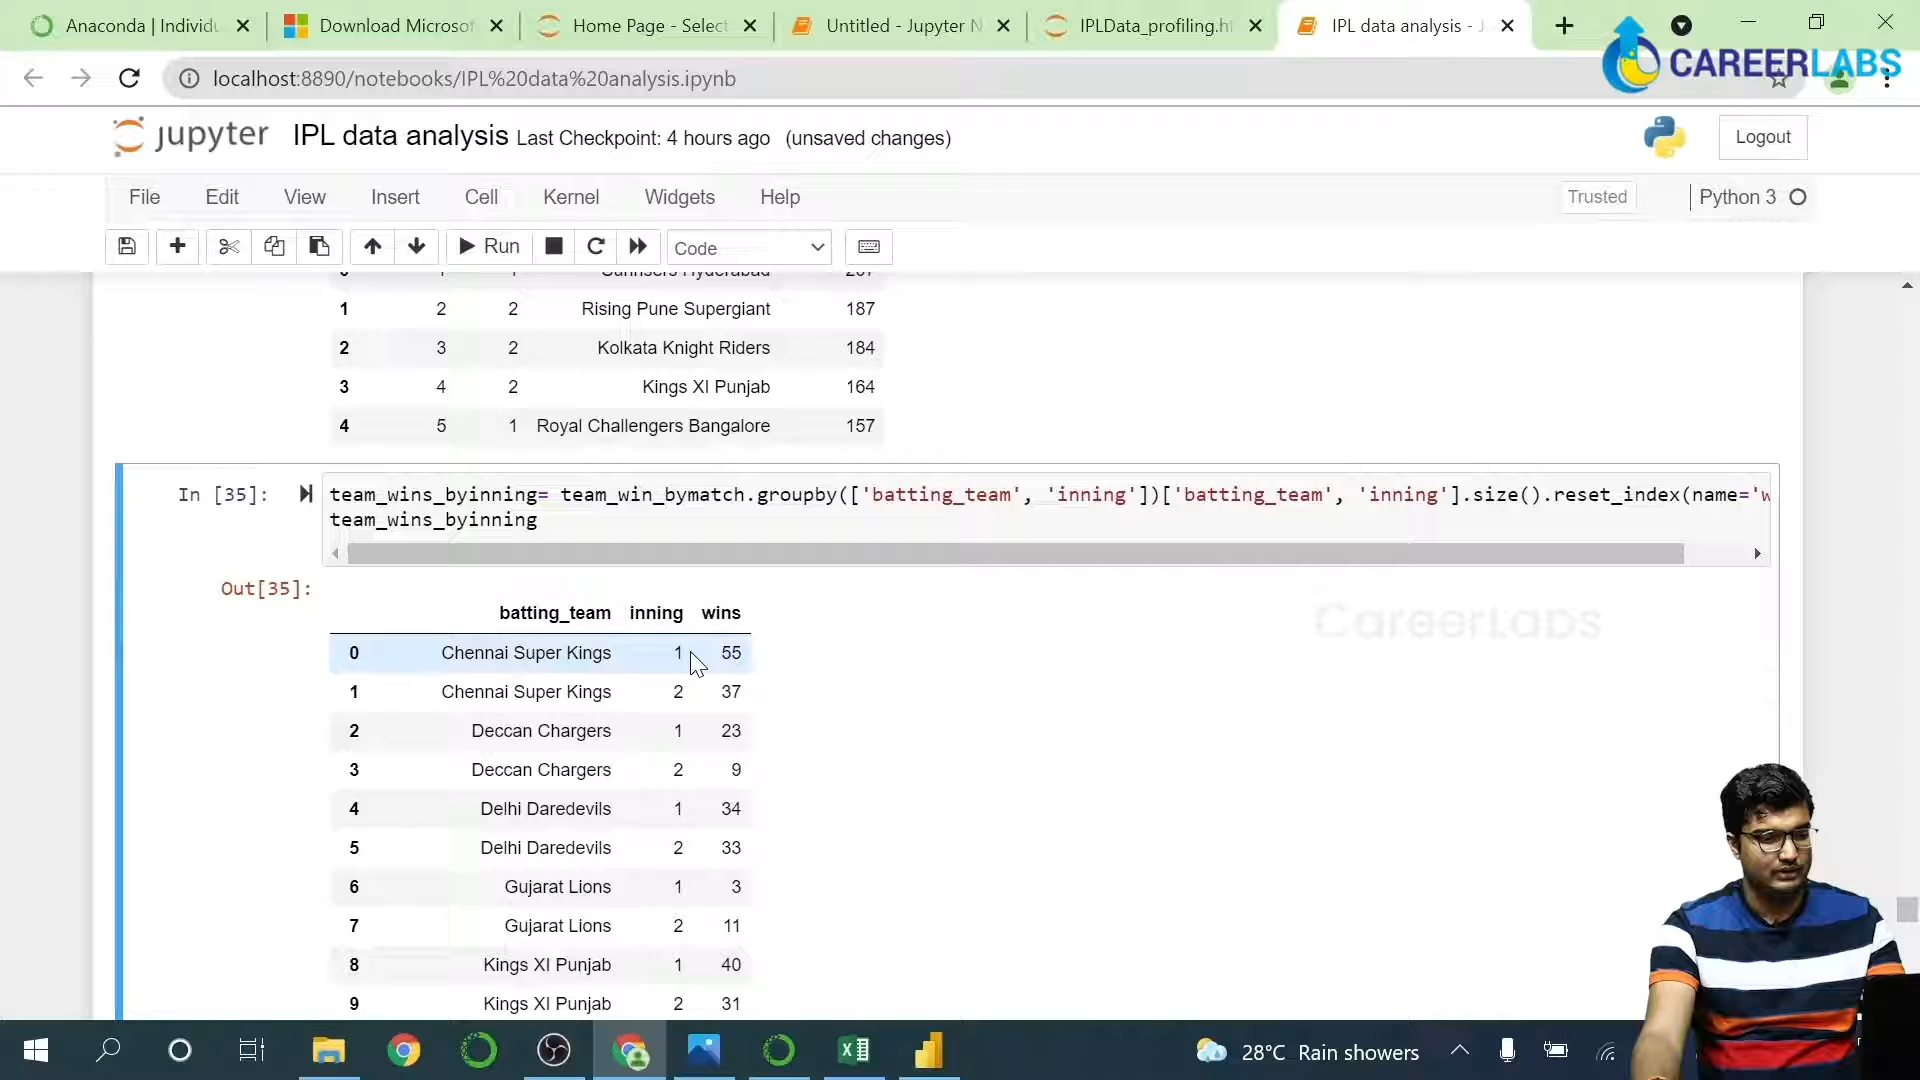 Anaconda | Individu
Download Microsof
Home Page - Select
Untitled - Jupyter N
IPLData_profiling.ht
IPL data analysis - J
CAREERLABS
localhost:8890/notebooks/IPL%20data%20analysis.ipynb
jupyter IPL data analysis Last Checkpoint: 4 hours ago (unsaved changes)
Logout
File Edit View Insert Cell Kernel Widgets Help
Trusted
Python 3
Run
Code
1 2 2 Rising Pune Supergiant 187
2 3 2 Kolkata Knight Riders 184
3 4 2 Kings XI Punjab 164
4 5 1 Royal Challengers Bangalore 157
In [35]:
team_wins_byinning= team_win_bymatch.groupby(['batting_team', 'inning'])['batting_team', 'inning'].size().reset_index(name='w
team_wins_byinning
Out[35]:
CareerLabs
batting_team inning wins
0 Chennai Super Kings 1 55
1 Chennai Super Kings 2 37
2 Deccan Chargers 1 23
3 Deccan Chargers 2 9
4 Delhi Daredevils 1 34
5 Delhi Daredevils 2 33
6 Gujarat Lions 1 3
7 Gujarat Lions 2 11
8 Kings XI Punjab 1 40
9 Kings XI Punjab 2 31
28°C Rain showers